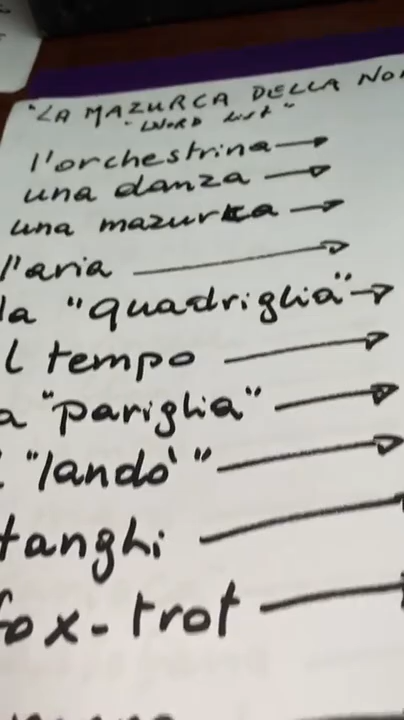 "LA MAZURCA DELLA NO
"WORD LIST"
l'orchestrina →
una danza →
una mazurka →
l'aria →
la "quadriglia" →
l tempo →
a "pariglia" →
"landò" →
tanghi →
fox-trot →